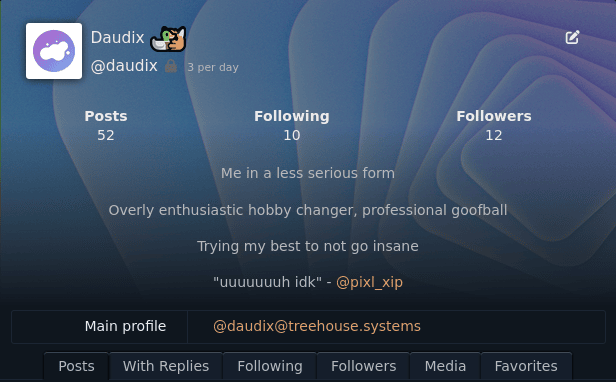 Daudix
@daudix 3 per day
Posts Following Followers
52 10 12
Me in a less serious form
Overly enthusiastic hobby changer, professional goofball
Trying my best to not go insane
"uuuuuuuh idk" - @pixl_xip
Main profile @daudix@treehouse.systems
Posts With Replies Following Followers Media Favorites